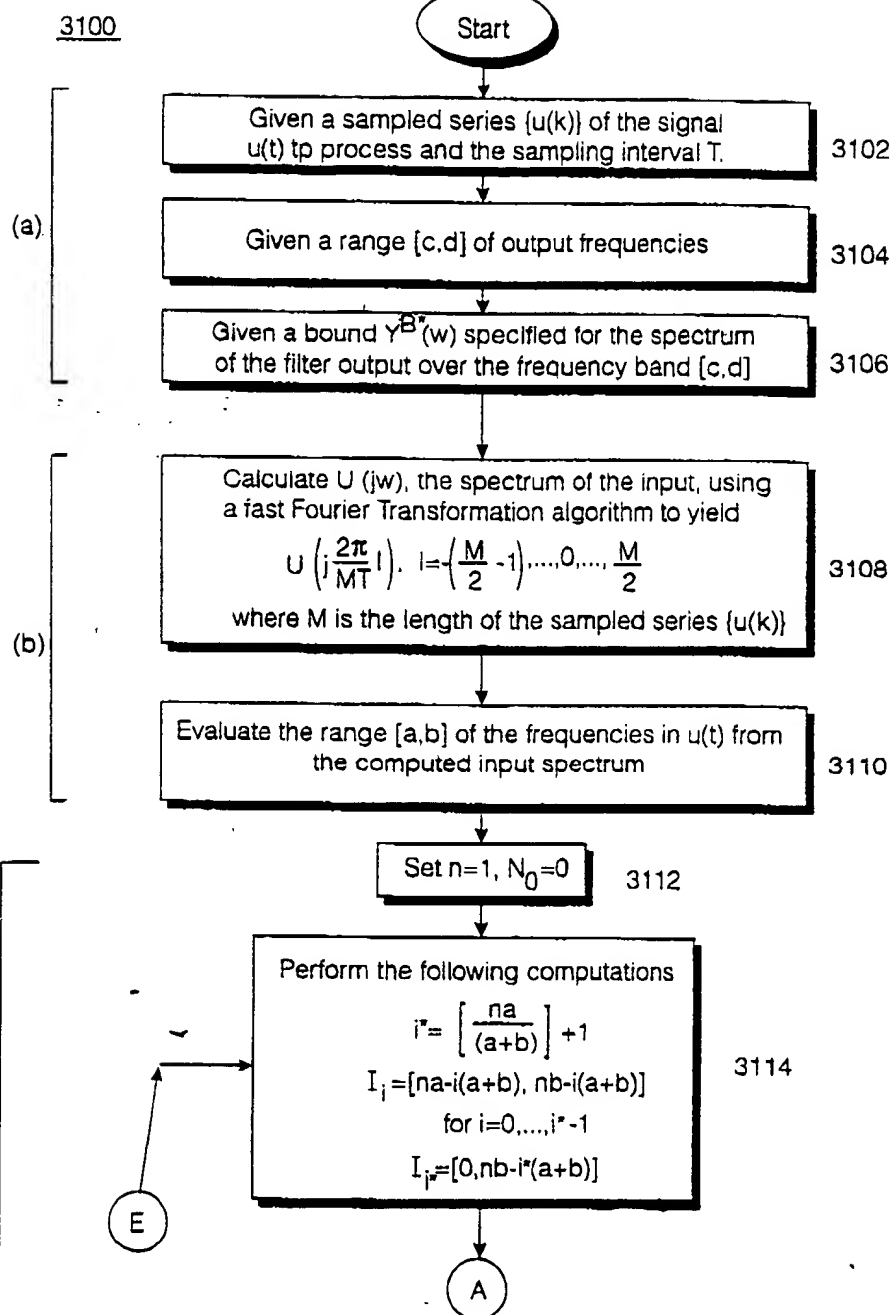 3100
Start
(a)
Given a sampled series {u(k)} of the signal
u(t) tp process and the sampling interval T.
3102
Given a range [c,d] of output frequencies
3104
Given a bound Y^B*(w) specified for the spectrum
of the filter output over the frequency band [c,d]
3106
(b)
Calculate U (jw), the spectrum of the input, using
a fast Fourier Transformation algorithm to yield
U (j 2π/MT l). l=-(M/2 -1),...,0,..., M/2
where M is the length of the sampled series {u(k)}
3108
Evaluate the range [a,b] of the frequencies in u(t) from
the computed input spectrum
3110
Set n=1, N₀=0
3112
Perform the following computations
i*= [na/(a+b)] +1
I_i=[na-i(a+b), nb-i(a+b)]
for i=0,...,i*-1
I_i*=[0,nb-i*(a+b)]
3114
E
A